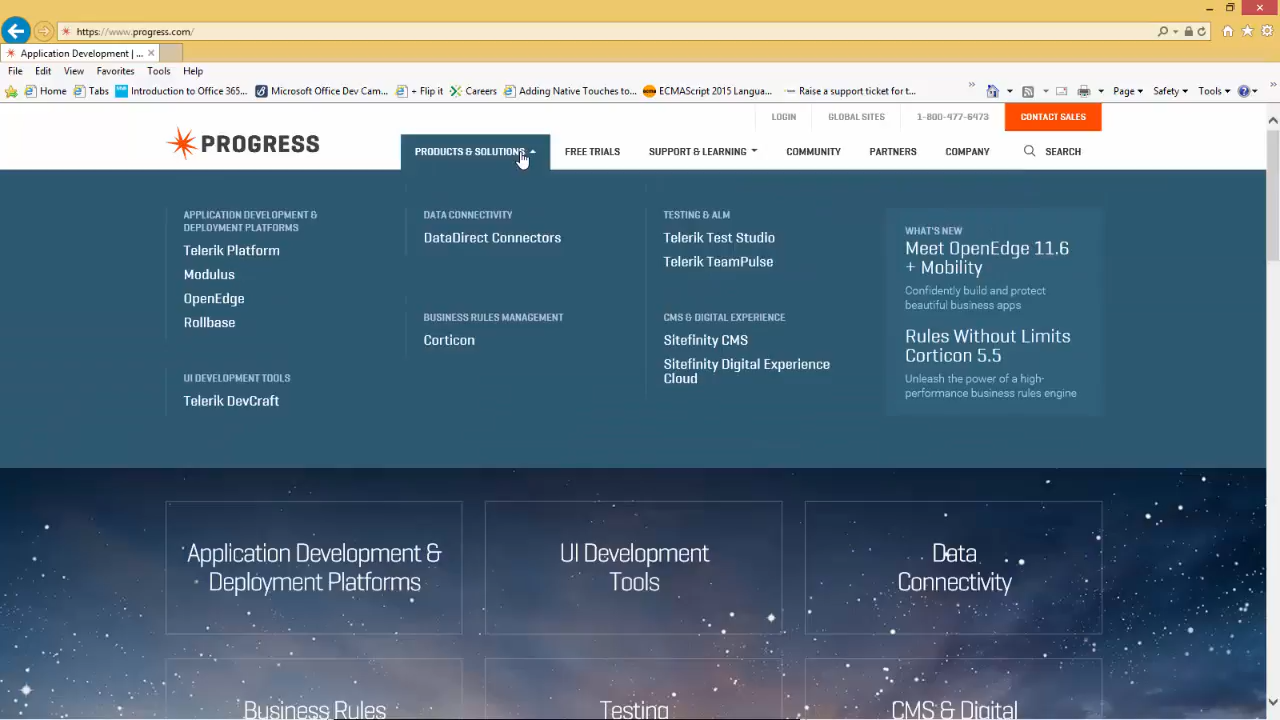 https://www.progress.com/
Application Development | ...
File Edit View Favorites Tools Help
Home Tabs Introduction to Office 365... Microsoft Office Dev Cam... + Flip it Careers Adding Native Touches to... ECMAScript 2015 Langua... Raise a support ticket for t... » Page Safety Tools »
LOGIN GLOBAL SITES 1-800-477-6473 CONTACT SALES
PROGRESS
PRODUCTS & SOLUTIONS FREE TRIALS SUPPORT & LEARNING COMMUNITY PARTNERS COMPANY SEARCH
APPLICATION DEVELOPMENT &
DEPLOYMENT PLATFORMS
Telerik Platform
Modulus
OpenEdge
Rollbase
UI DEVELOPMENT TOOLS
Telerik DevCraft
DATA CONNECTIVITY
DataDirect Connectors
BUSINESS RULES MANAGEMENT
Corticon
TESTING & ALM
Telerik Test Studio
Telerik TeamPulse
CMS & DIGITAL EXPERIENCE
Sitefinity CMS
Sitefinity Digital Experience
Cloud
WHAT'S NEW
Meet OpenEdge 11.6
+ Mobility
Confidently build and protect
beautiful business apps
Rules Without Limits
Corticon 5.5
Unleash the power of a high-
performance business rules engine
Application Development &
Deployment Platforms
UI Development
Tools
Data
Connectivity
Business Rules
Testing
CMS & Digital